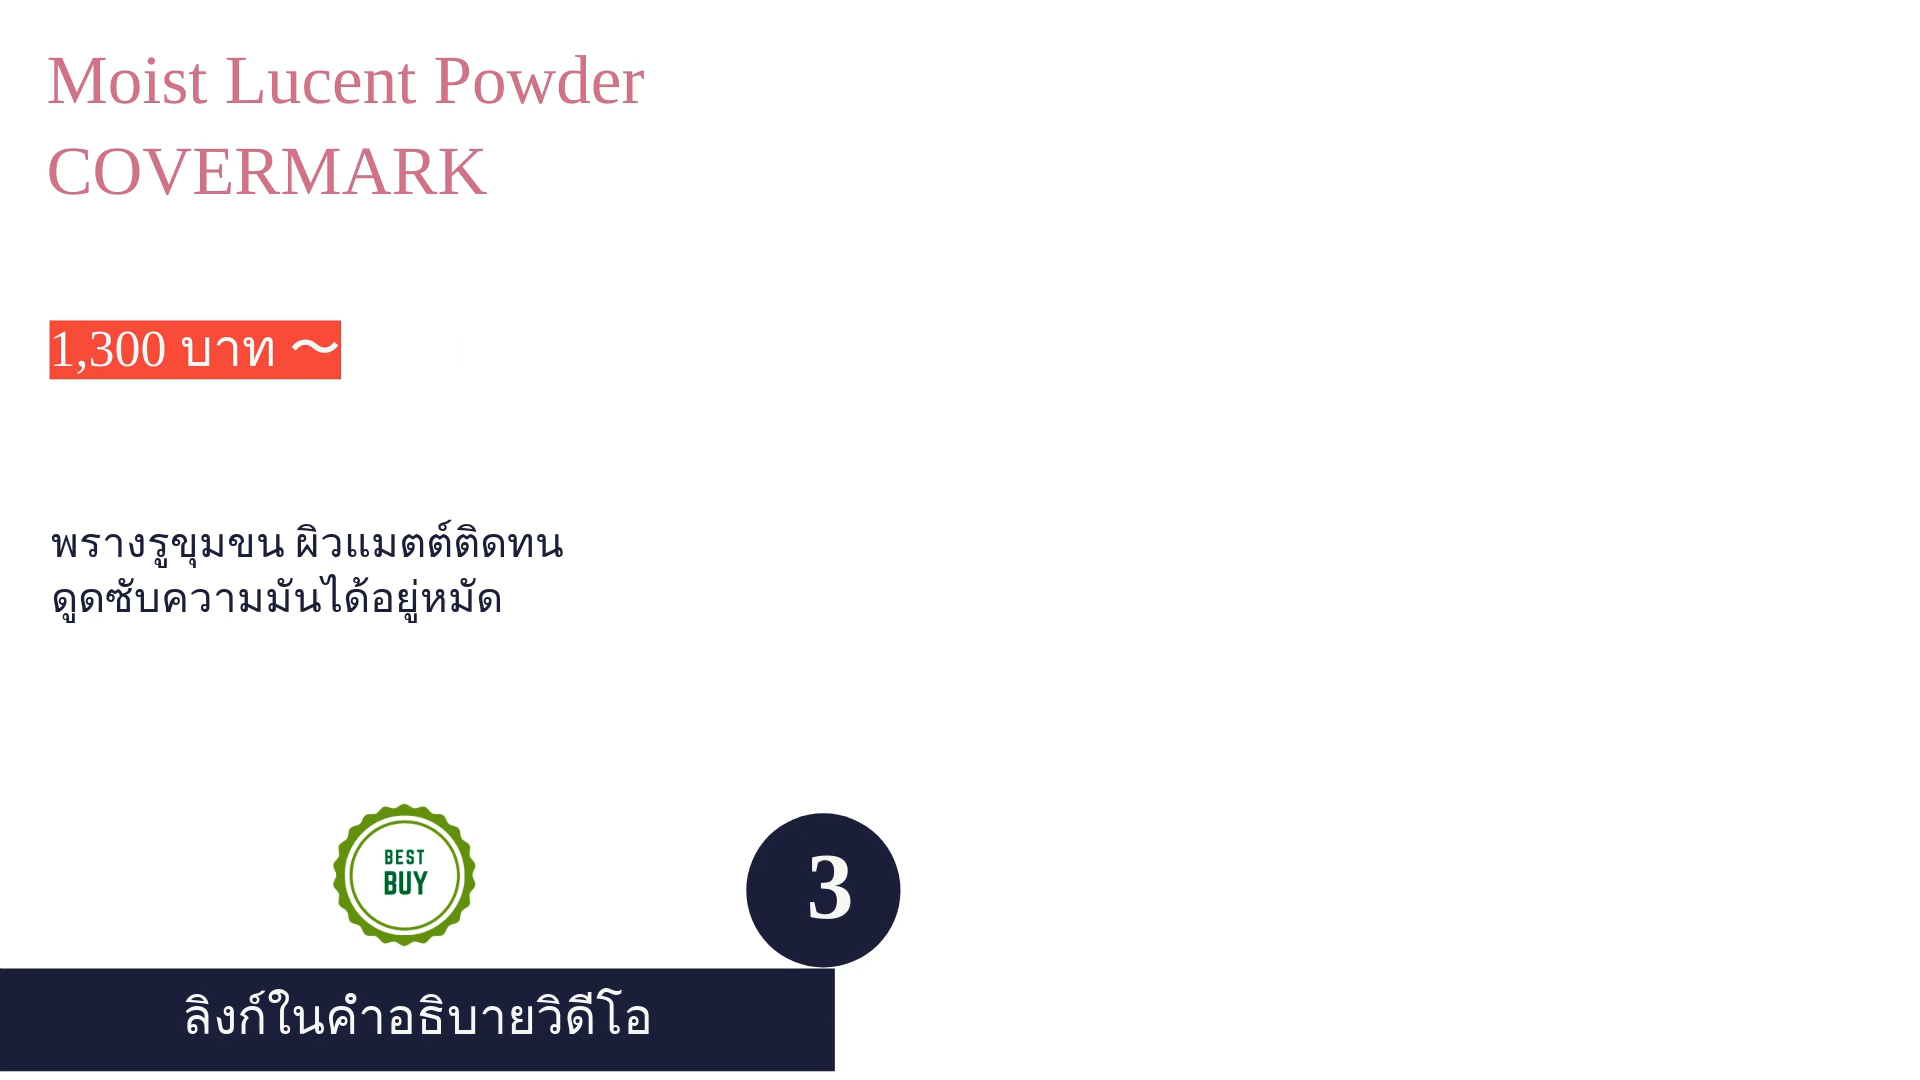 Moist Lucent Powder
COVERMARK
1,300 บาท ～
พรางรูขุมขน ผิวแมตต์ติดทน
ดูดซับความมันได้อยู่หมัด
BEST
BUY
3
ลิงก์ในคำอธิบายวิดีโอ